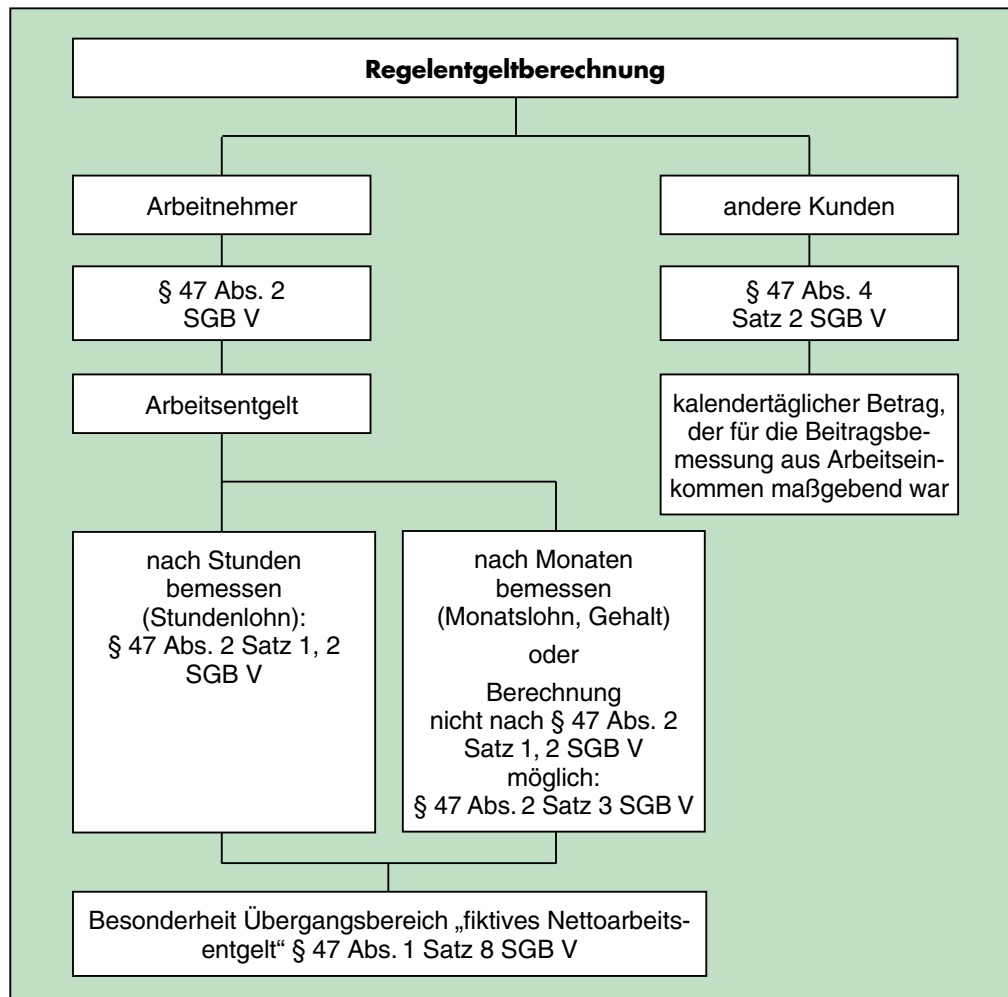 Regelentgeltberechnung
Arbeitnehmer
§ 47 Abs. 2
SGB V
Arbeitsentgelt
nach Stunden
bemessen
(Stundenlohn):
§ 47 Abs. 2 Satz 1, 2
SGB V
nach Monaten
bemessen
(Monatslohn, Gehalt)
oder
Berechnung
nicht nach § 47 Abs. 2
Satz 1, 2 SGB V
möglich:
§ 47 Abs. 2 Satz 3 SGB V
andere Kunden
§ 47 Abs. 4
Satz 2 SGB V
kalendertäglicher Betrag,
der für die Beitragsbe-
messung aus Arbeitsein-
kommen maßgebend war
Besonderheit Übergangsbereich „fiktives Nettoarbeits-
entgelt“ § 47 Abs. 1 Satz 8 SGB V